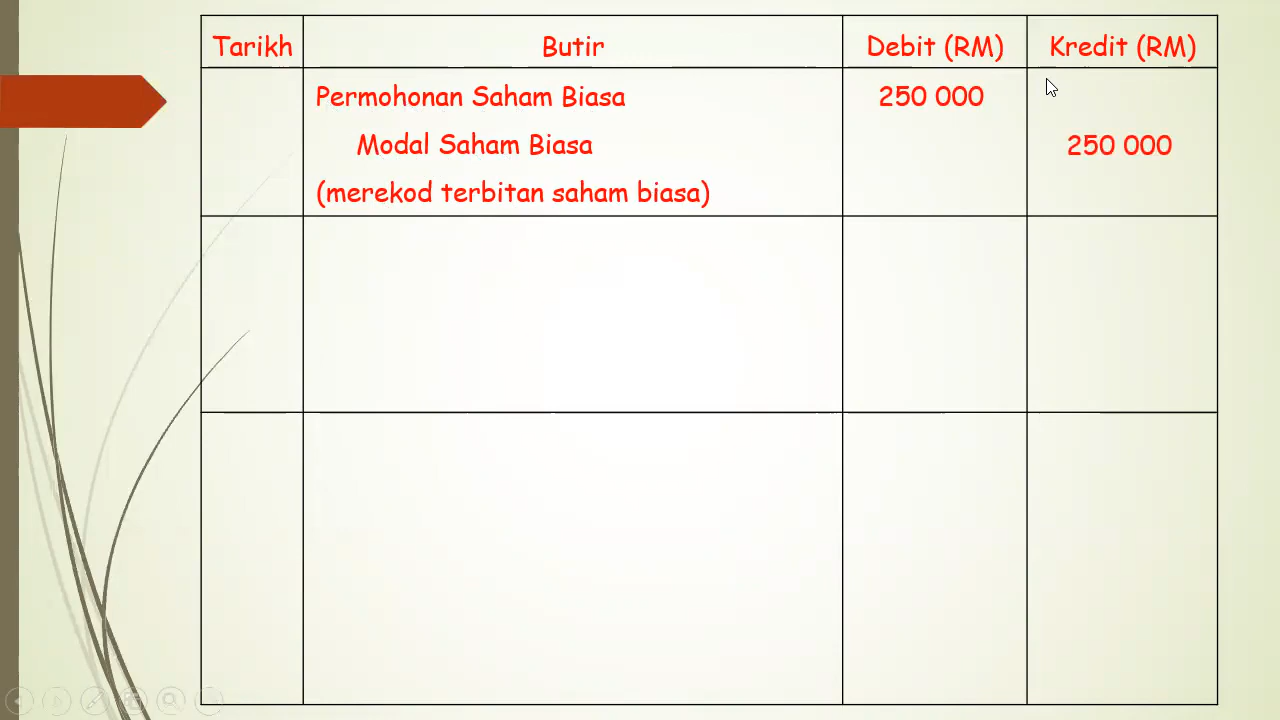 Tarikh Butir Debit (RM) Kredit (RM)
Permohonan Saham Biasa 250 000
Modal Saham Biasa 250 000
(merekod terbitan saham biasa)